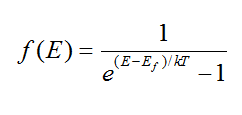 f(E) = 1 / (e^{(E−E_f)/kT} − 1)